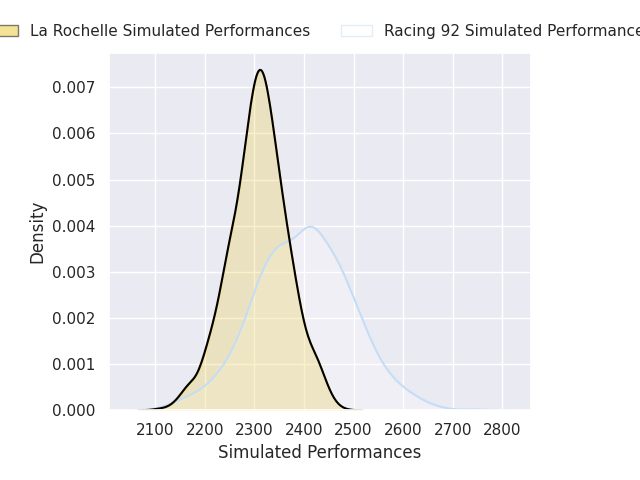 La Rochelle Simulated Performances
Racing 92 Simulated Performance
0.007
0.006
0.005
0.004
0.003
0.002
0.001
0.000
Density
2100 2200 2300 2400 2500 2600 2700 2800
Simulated Performances